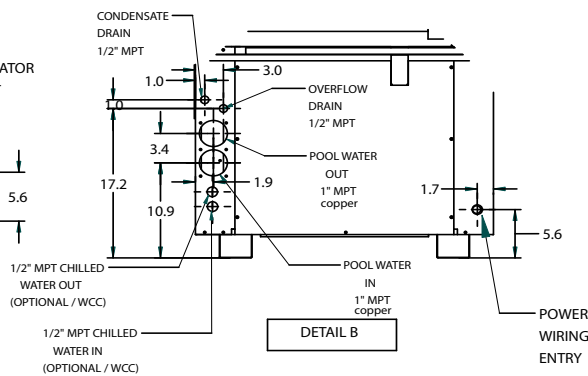 CONDENSATE
DRAIN
1/2" MPT
ATOR
1.0
3.0
OVERFLOW
DRAIN
1/2" MPT
1.0
3.4
POOL WATER
OUT
1" MPT
copper
17.2
1.9
1.7
5.6
10.9
5.6
1/2" MPT CHILLED
WATER OUT
(OPTIONAL / WCC)
POOL WATER
IN
1" MPT
copper
1/2" MPT CHILLED
WATER IN
(OPTIONAL / WCC)
DETAIL B
POWER
WIRING
ENTRY